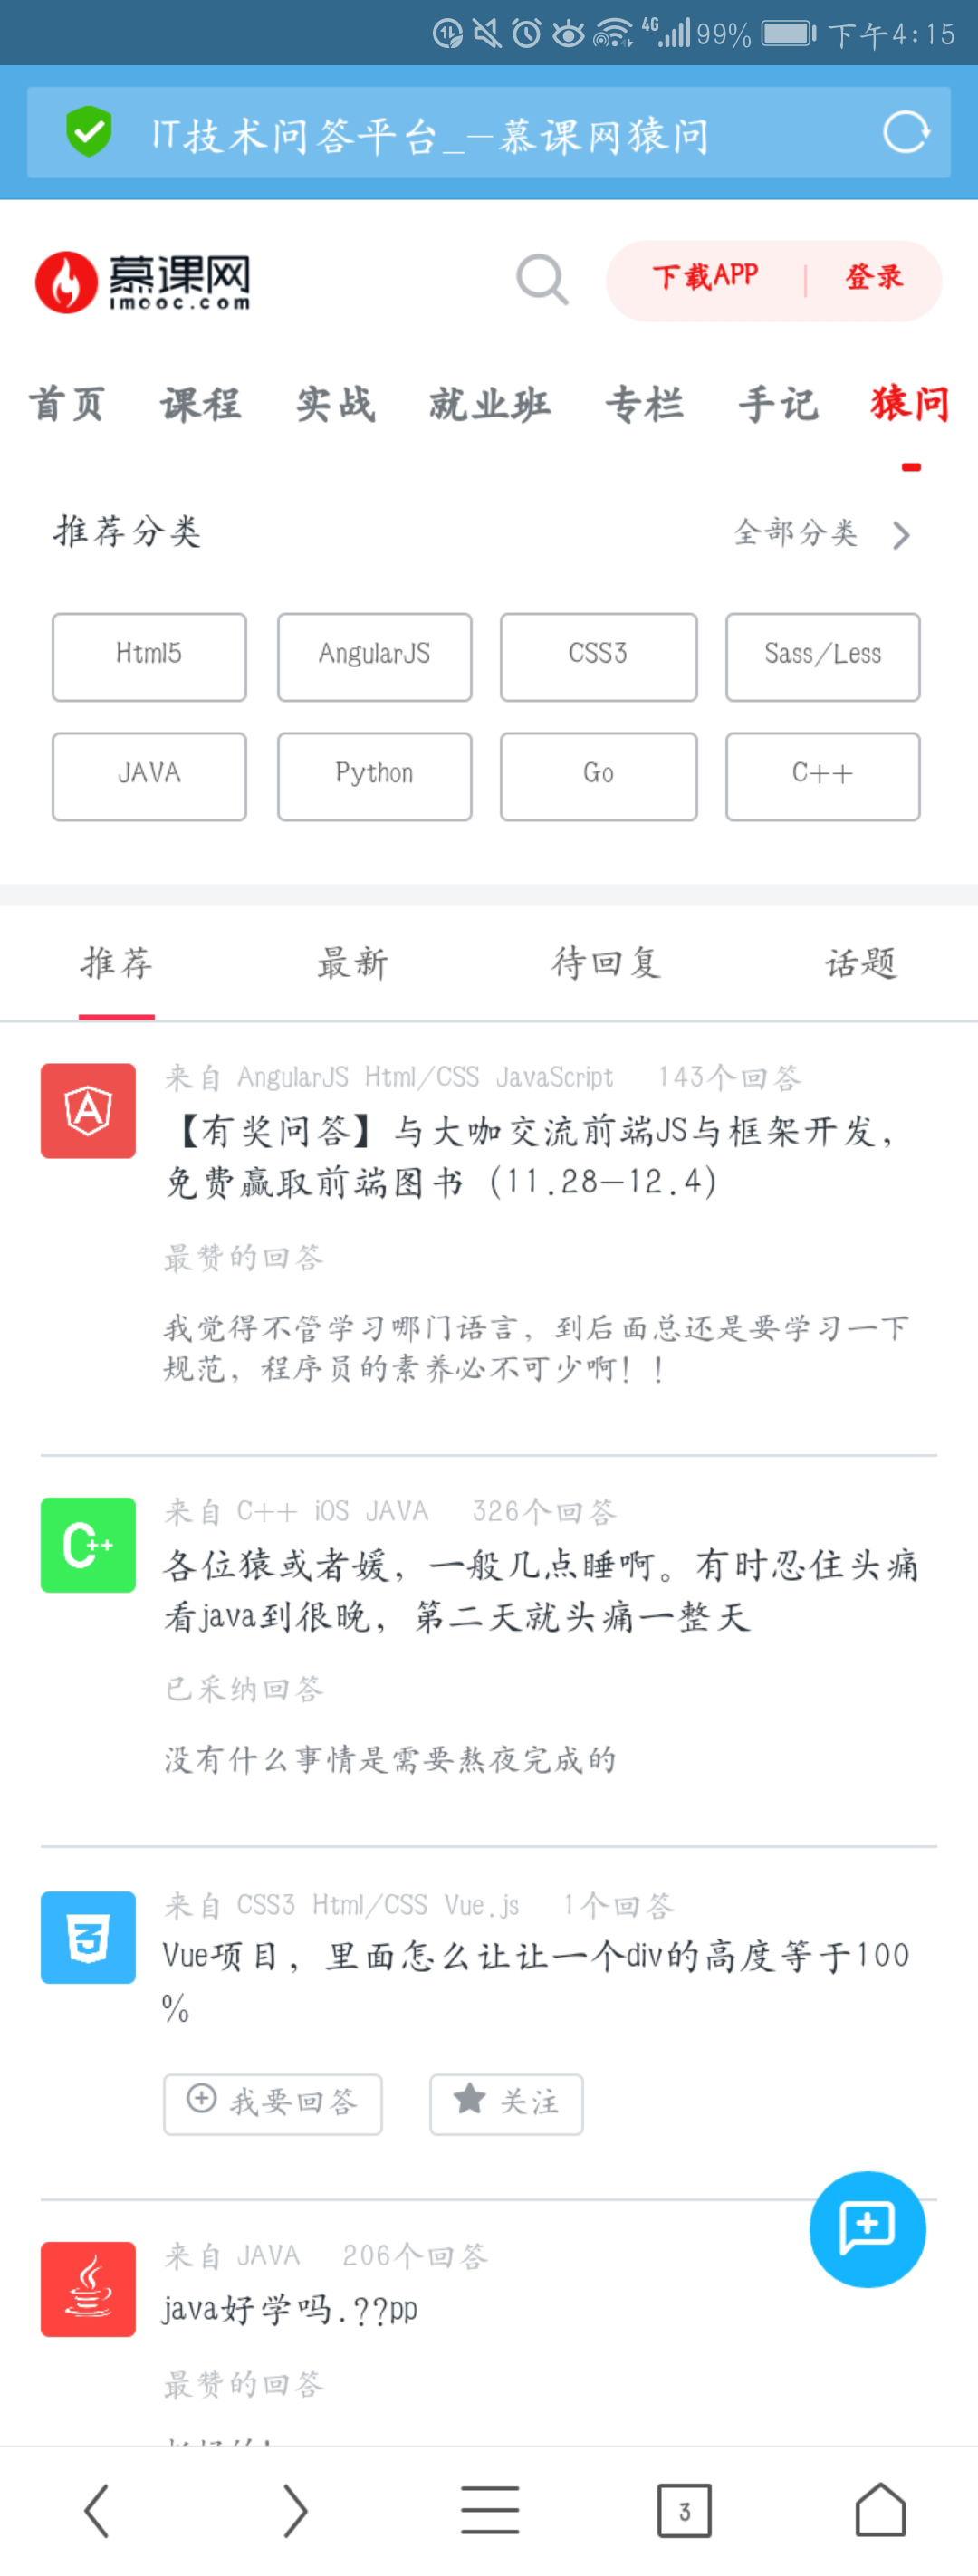 4G 99% 下午4:15
IT技术问答平台_-慕课网猿问
慕课网
imooc.com
下载APP 登录
首页 课程 实战 就业班 专栏 手记 猿问
推荐分类 全部分类
Html5 AngularJS CSS3 Sass/Less
JAVA Python Go C++
推荐 最新 待回复 话题
来自 AngularJS Html/CSS JavaScript 143个回答
【有奖问答】与大咖交流前端JS与框架开发，
免费赢取前端图书（11.28-12.4）
最赞的回答
我觉得不管学习哪门语言，到后面总还是要学习一下
规范，程序员的素养必不可少啊！！
来自 C++ iOS JAVA 326个回答
各位猿或者媛，一般几点睡啊。有时忍住头痛
看java到很晚，第二天就头痛一整天
已采纳回答
没有什么事情是需要熬夜完成的
来自 CSS3 Html/CSS Vue.js 1个回答
Vue项目，里面怎么让让一个div的高度等于100
%
我要回答 关注
来自 JAVA 206个回答
java好学吗.??pp
最赞的回答
3